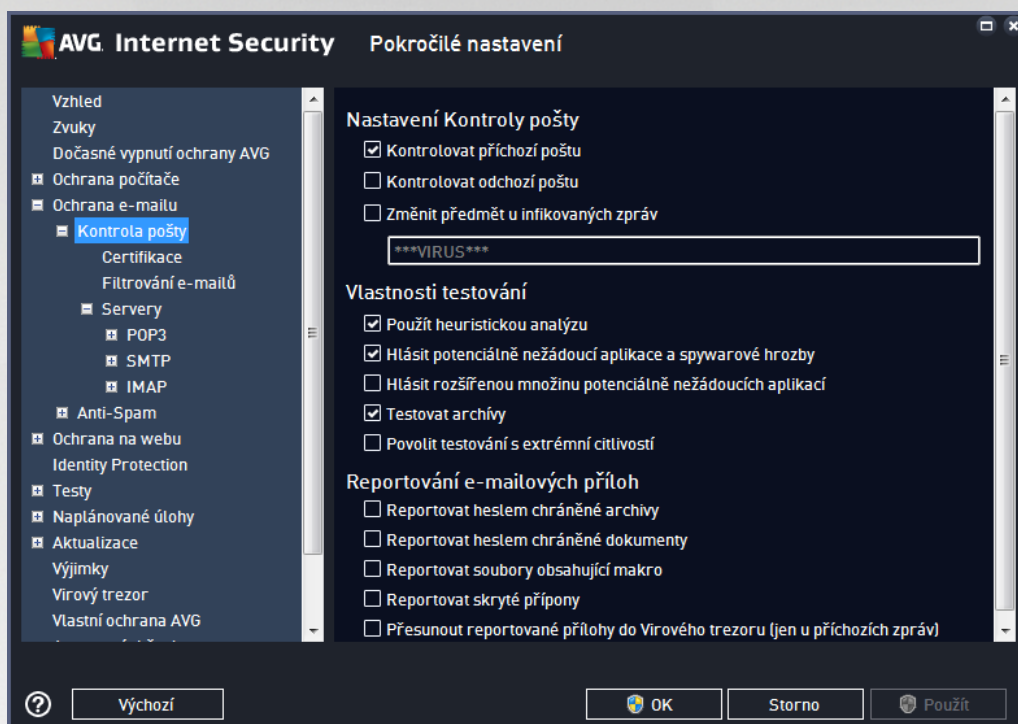 AVG. Internet Security Pokročilé nastavení
Vzhled
Zvuky
Dočasné vypnutí ochrany AVG
Ochrana počítače
Ochrana e-mailu
Kontrola pošty
Certifikace
Filtrování e-mailů
Servery
POP3
SMTP
IMAP
Anti-Spam
Ochrana na webu
Identity Protection
Testy
Naplánované úlohy
Aktualizace
Výjimky
Virový trezor
Vlastní ochrana AVG
Nastavení Kontroly pošty
Kontrolovat příchozí poštu
Kontrolovat odchozí poštu
Změnit předmět u infikovaných zpráv
***VIRUS***
Vlastnosti testování
Použít heuristickou analýzu
Hlásit potenciálně nežádoucí aplikace a spywarové hrozby
Hlásit rozšířenou množinu potenciálně nežádoucích aplikací
Testovat archívy
Povolit testování s extrémní citlivostí
Reportování e-mailových příloh
Reportovat heslem chráněné archivy
Reportovat heslem chráněné dokumenty
Reportovat soubory obsahující makro
Reportovat skryté přípony
Přesunout reportované přílohy do Virového trezoru (jen u příchozích zpráv)
Výchozí
OK
Storno
Použít